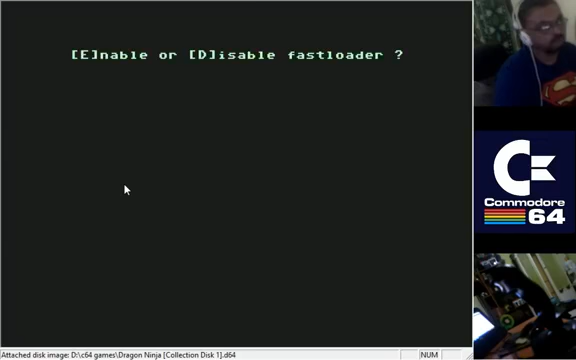 [E]nable or [D]isable fastloader ?
Commodore
64
Attached disk image: D:\c64 games\Dragon Ninja [Collection Disk 1].d64
NUM